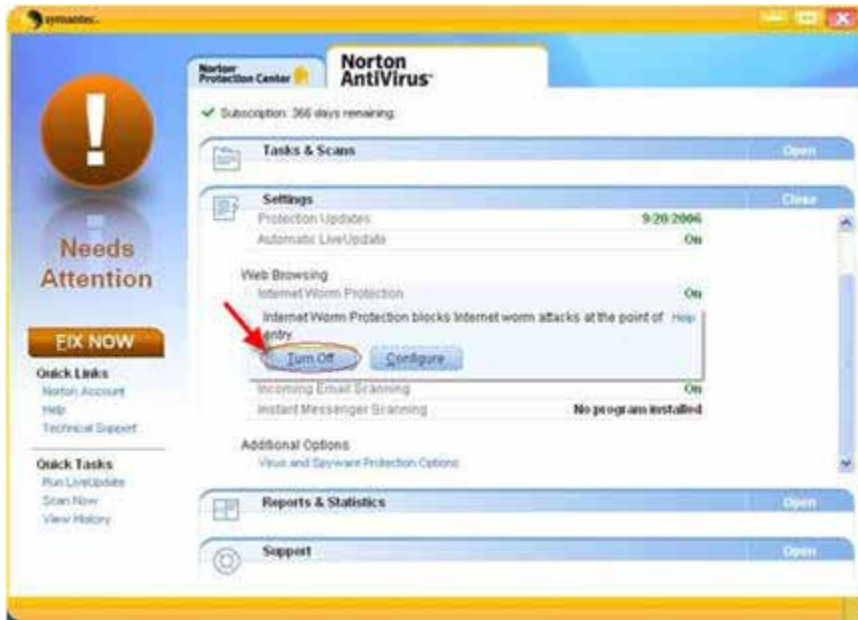 symantec.
Norton
Protection Center
Norton
AntiVirus
Subscription: 366 days remaining
Tasks & Scans
Open
Settings
Close
Protection Updates
9/20/2006
Automatic LiveUpdate
On
Web Browsing
Internet Worm Protection
On
Internet Worm Protection blocks Internet worm attacks at the point of
Help
entry
Turn Off
Configure
Incoming Email Scanning
On
Instant Messenger Scanning
No program installed
Additional Options
Virus and Spyware Protection Options
Reports & Statistics
Open
Support
Open
!
Needs
Attention
FIX NOW
Quick Links
Norton Account
Help
Technical Support
Quick Tasks
Run LiveUpdate
Scan Now
View History